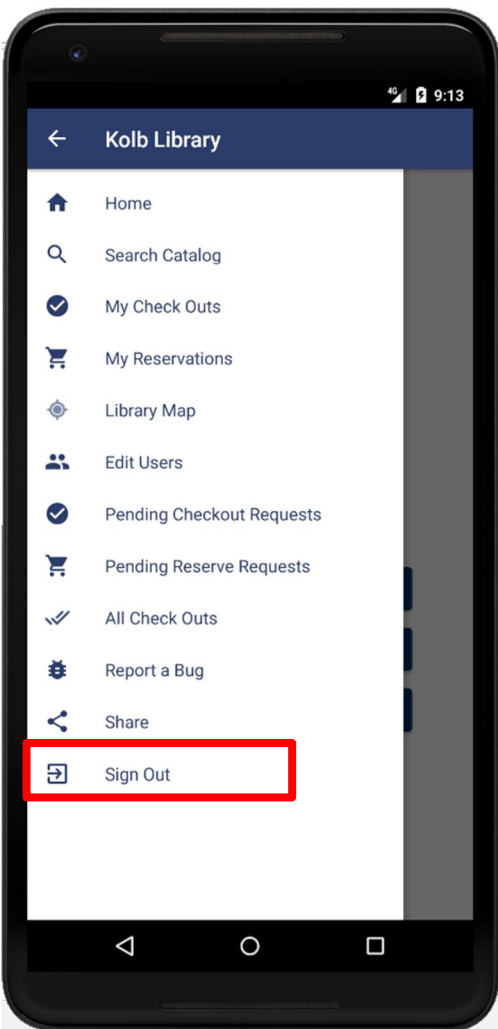 4G 9:13
Kolb Library
Home
Search Catalog
My Check Outs
My Reservations
Library Map
Edit Users
Pending Checkout Requests
Pending Reserve Requests
All Check Outs
Report a Bug
Share
Sign Out